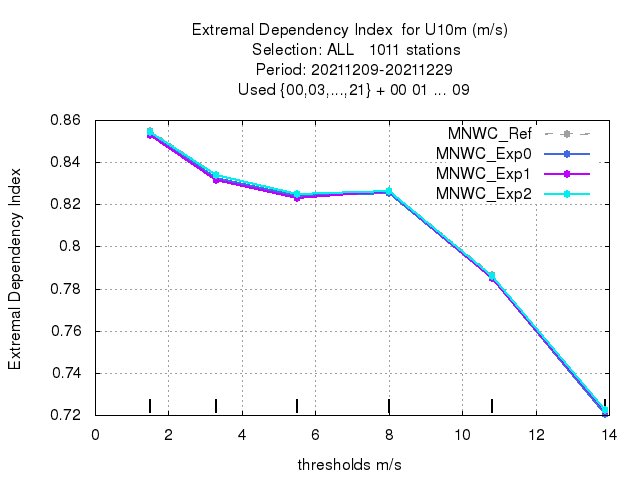 Extremal Dependency Index for U10m (m/s)
Selection: ALL 1011 stations
Period: 20211209-20211229
Used {00,03,...,21} + 00 01 ... 09
Extremal Dependency Index
0.86
0.84
0.82
0.8
0.78
0.76
0.74
0.72
MNWC_Ref
MNWC_Exp0
MNWC_Exp1
MNWC_Exp2
0 2 4 6 8 10 12 14
thresholds m/s